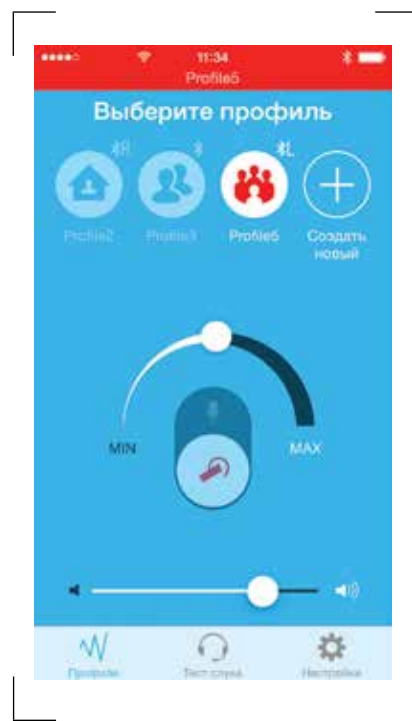 11:34
Profile5
Выберите профиль
R L
Profile2 Profile3 Profile5 Создать
новый
MIN MAX
Профили Тест слуха Настройки